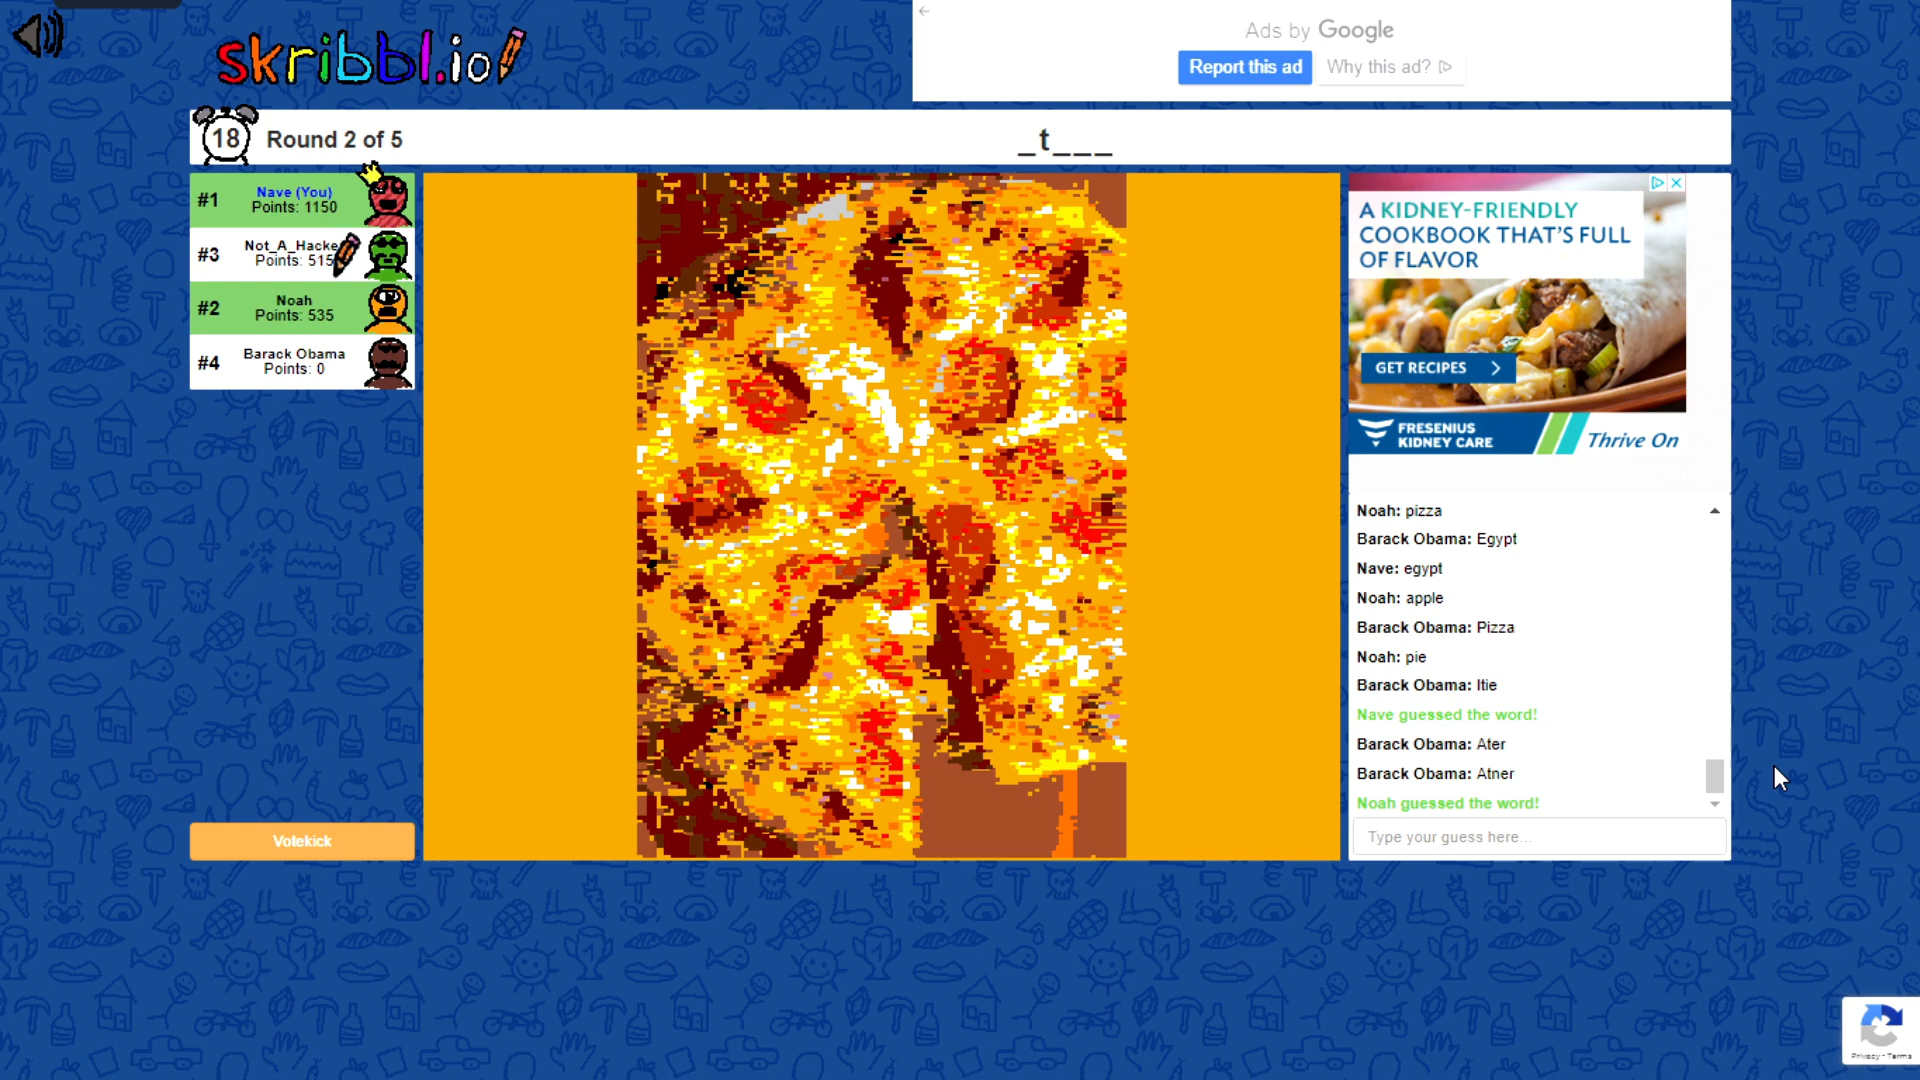 skribbl.io
Ads by Google
Report this ad
Why this ad?
18
Round 2 of 5
_t___
#1
Nave (You)
Points: 1150
#3
Not_A_Hacke
Points: 515
#2
Noah
Points: 535
#4
Barack Obama
Points: 0
Votekick
A KIDNEY-FRIENDLY
COOKBOOK THAT'S FULL
OF FLAVOR
GET RECIPES
FRESENIUS
KIDNEY CARE
Thrive On
Noah: pizza
Barack Obama: Egypt
Nave: egypt
Noah: apple
Barack Obama: Pizza
Noah: pie
Barack Obama: Itie
Nave guessed the word!
Barack Obama: Ater
Barack Obama: Atner
Noah guessed the word!
Type your guess here...
Privacy - Terms